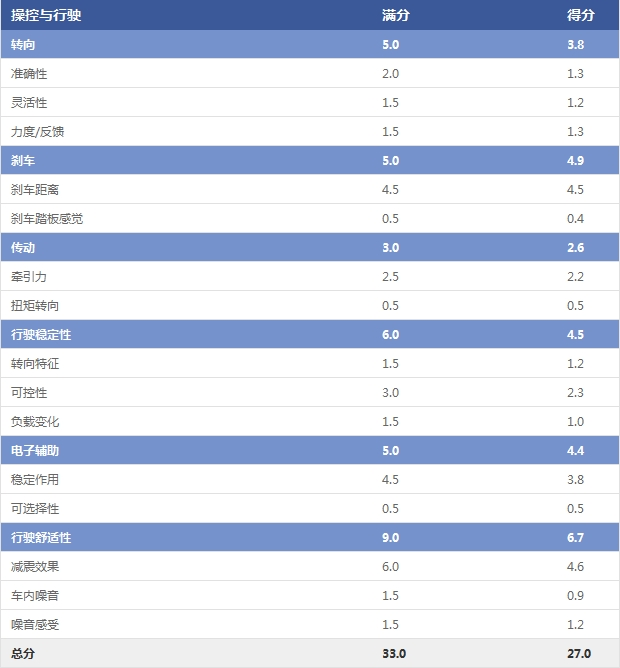 操控与行驶 满分 得分
转向 5.0 3.8
准确性 2.0 1.3
灵活性 1.5 1.2
力度/反馈 1.5 1.3
刹车 5.0 4.9
刹车距离 4.5 4.5
刹车踏板感觉 0.5 0.4
传动 3.0 2.6
牵引力 2.5 2.2
扭矩转向 0.5 0.5
行驶稳定性 6.0 4.5
转向特征 1.5 1.2
可控性 3.0 2.3
负载变化 1.5 1.0
电子辅助 5.0 4.4
稳定作用 4.5 3.8
可选择性 0.5 0.5
行驶舒适性 9.0 6.7
减震效果 6.0 4.6
车内噪音 1.5 0.9
噪音感受 1.5 1.2
总分 33.0 27.0